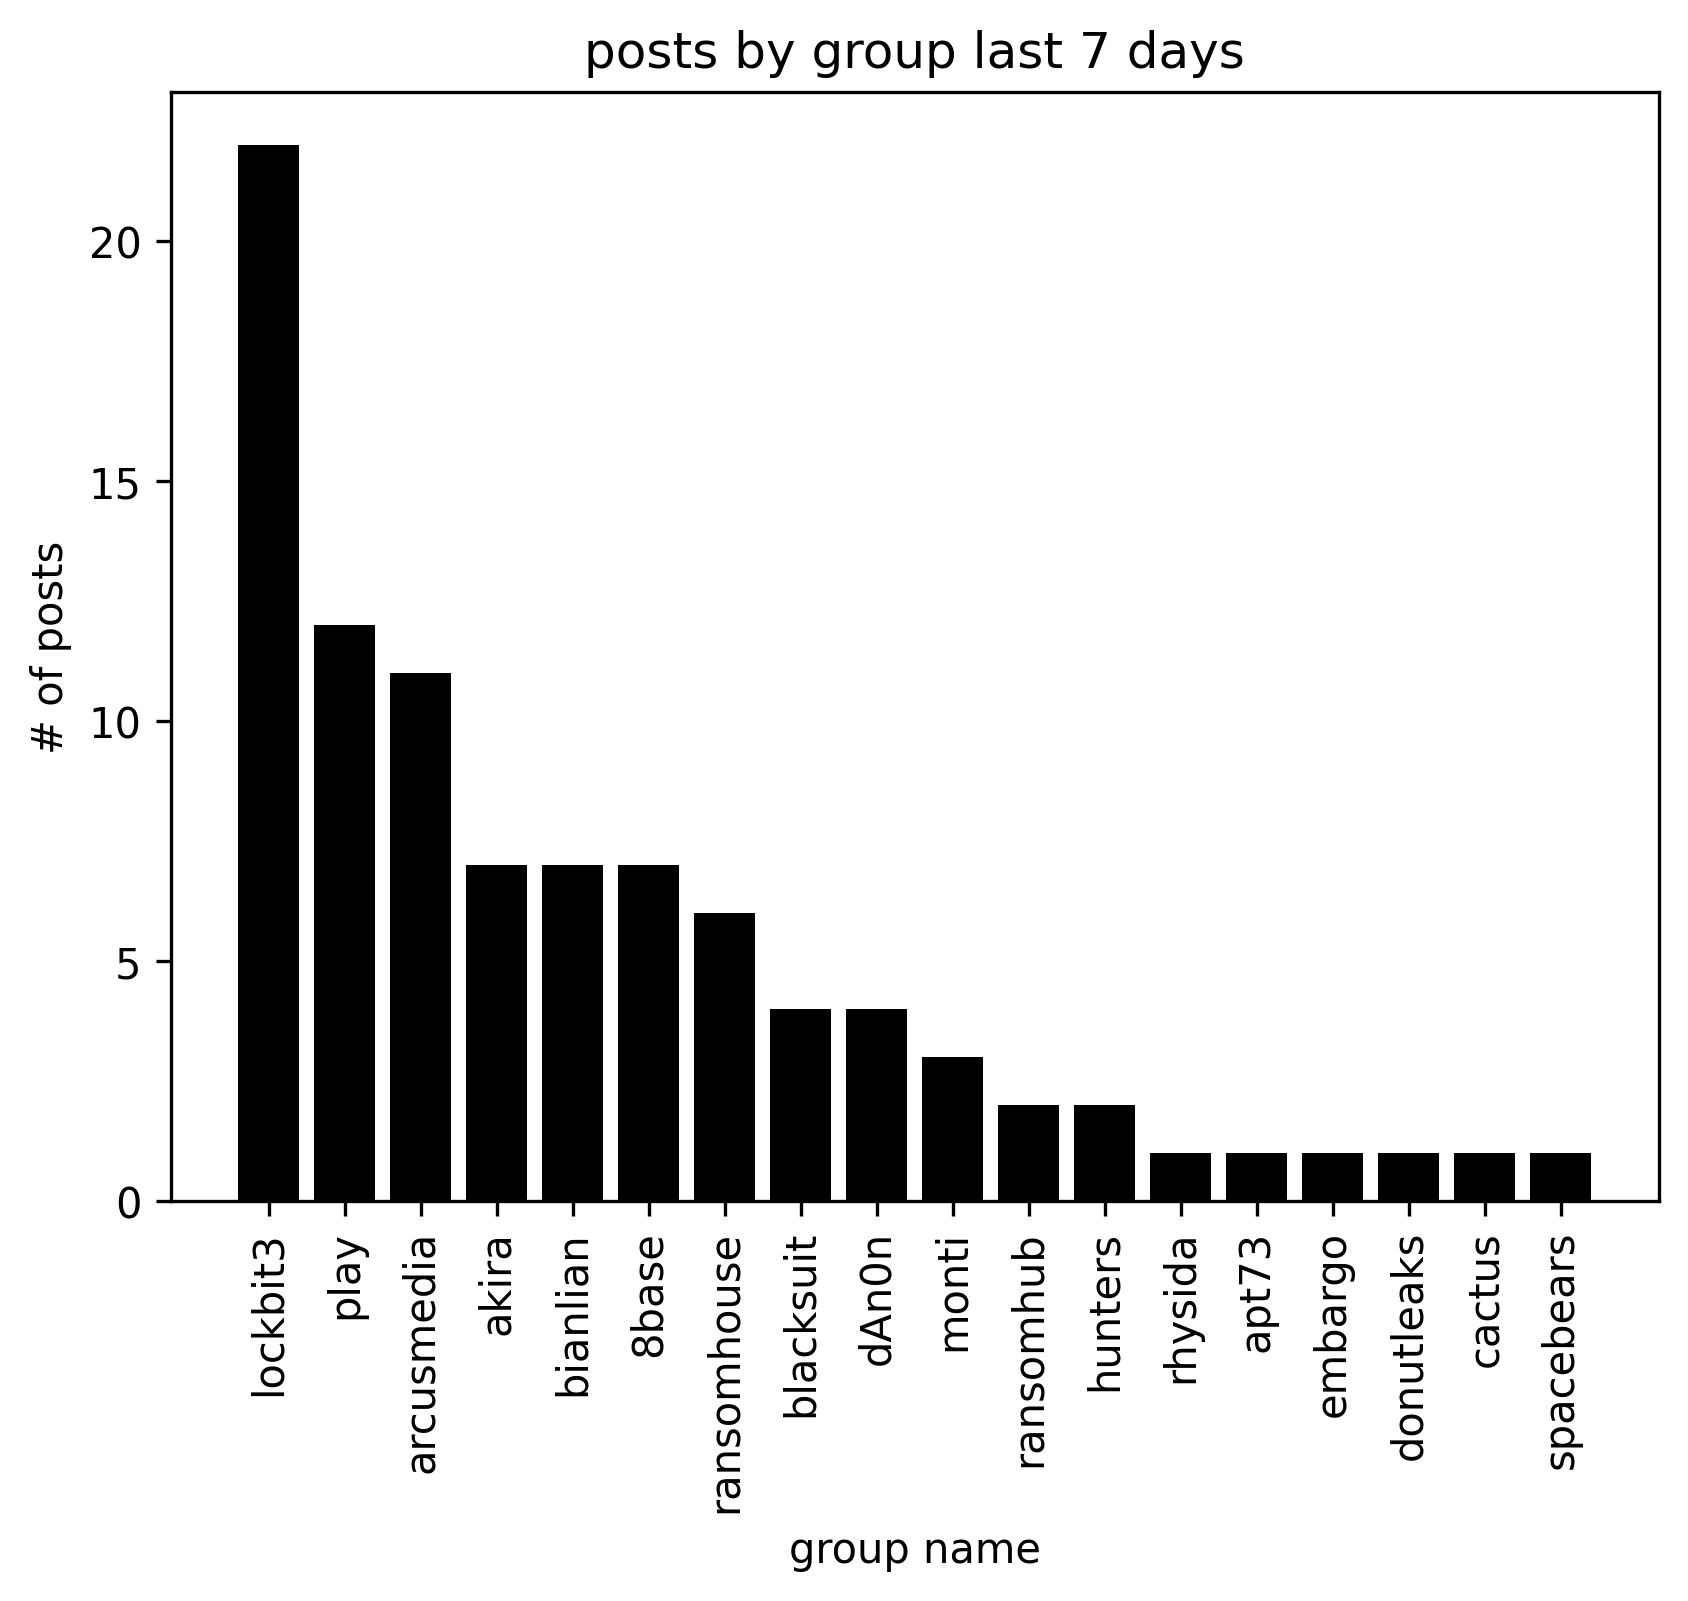 posts by group last 7 days
# of posts
20
15
10
5
0
lockbit3
play
arcusmedia
akira
bianlian
8base
ransomhouse
blacksuit
dAn0n
monti
ransomhub
hunters
rhysida
apt73
embargo
donutleaks
cactus
spacebears
group name